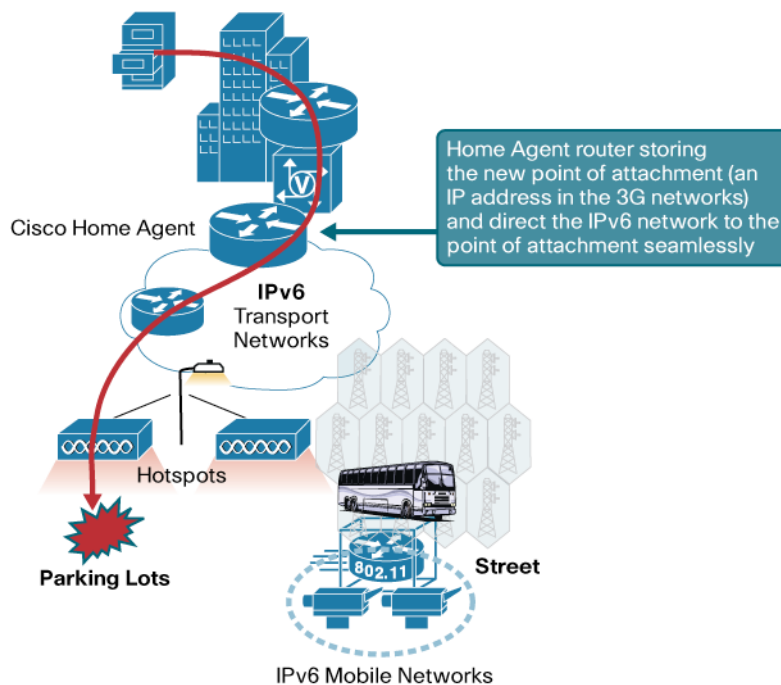 V
Home Agent router storing
the new point of attachment (an
IP address in the 3G networks)
and direct the IPv6 network to the
point of attachment seamlessly
Cisco Home Agent
IPv6
Transport
Networks
Hotspots
Parking Lots
Street
802.11
IPv6 Mobile Networks